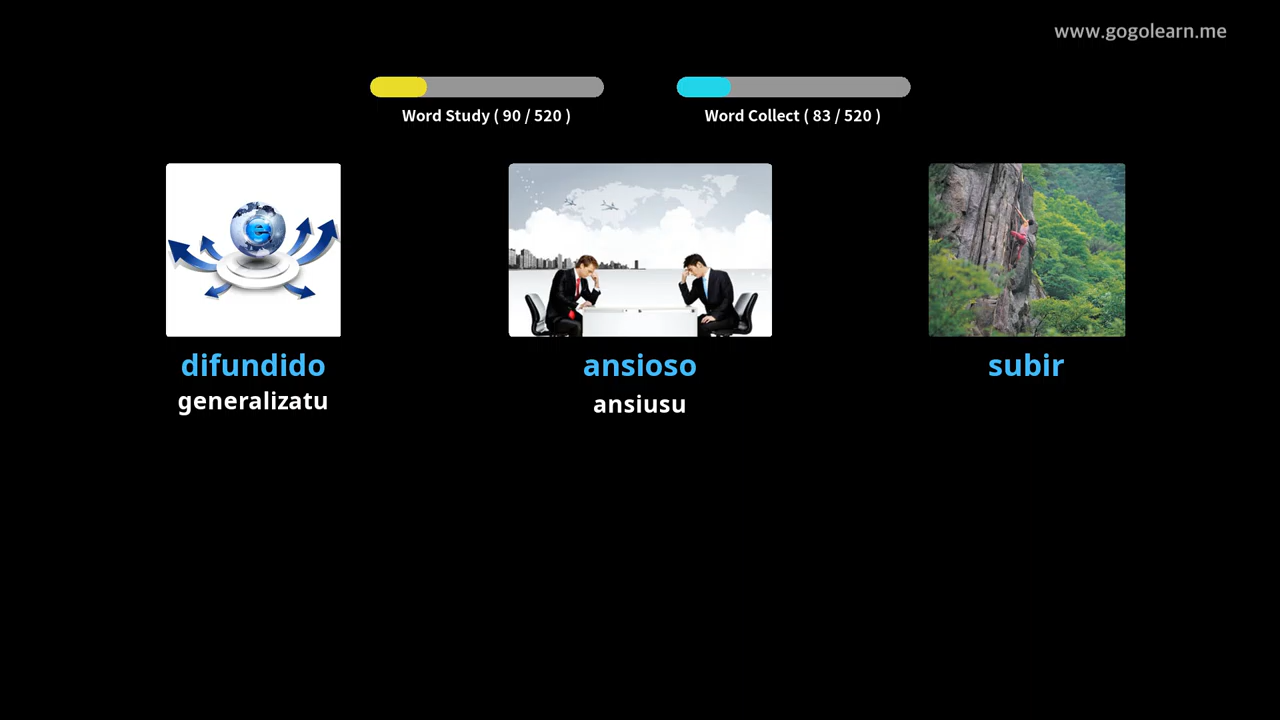 www.gogolearn.me
Word Study ( 90 / 520 )
Word Collect ( 83 / 520 )
e
difundido
ansioso
subir
generalizatu
ansiusu